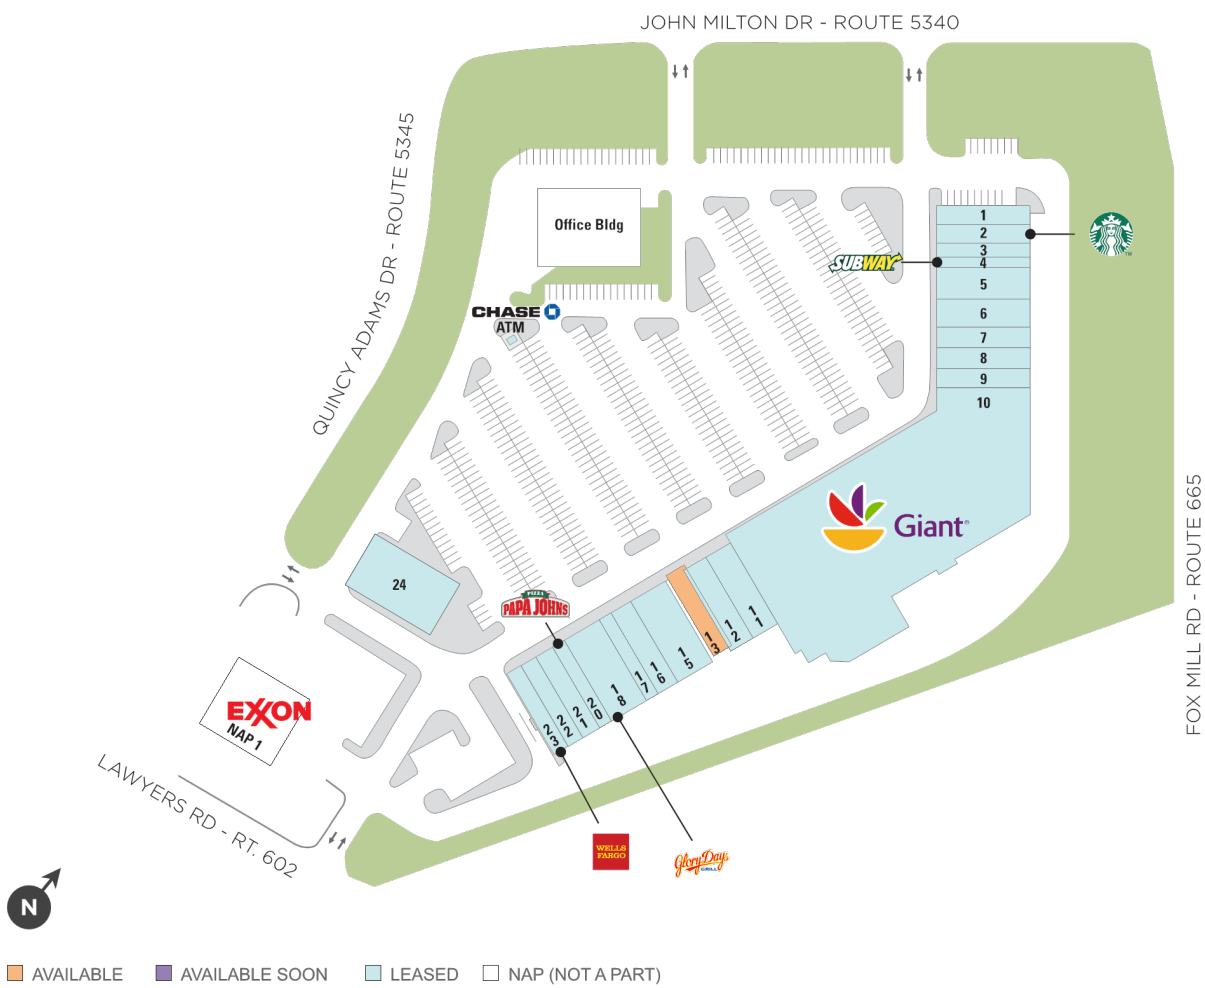 JOHN MILTON DR - ROUTE 5340
QUINCY ADAMS DR - ROUTE 5345
Office Bldg
1
2
3
4
5
6
7
8
9
10
SUBWAY
CHASE
ATM
Giant
24
PIZZA
PAPA JOHNS
11
12
13
15
16
17
18
20
21
22
23
EXXON
NAP 1
FOX MILL RD - ROUTE 665
LAWYERS RD - RT. 602
WELLS
FARGO
Glory Days
GRILL
N
AVAILABLE
AVAILABLE SOON
LEASED
NAP (NOT A PART)